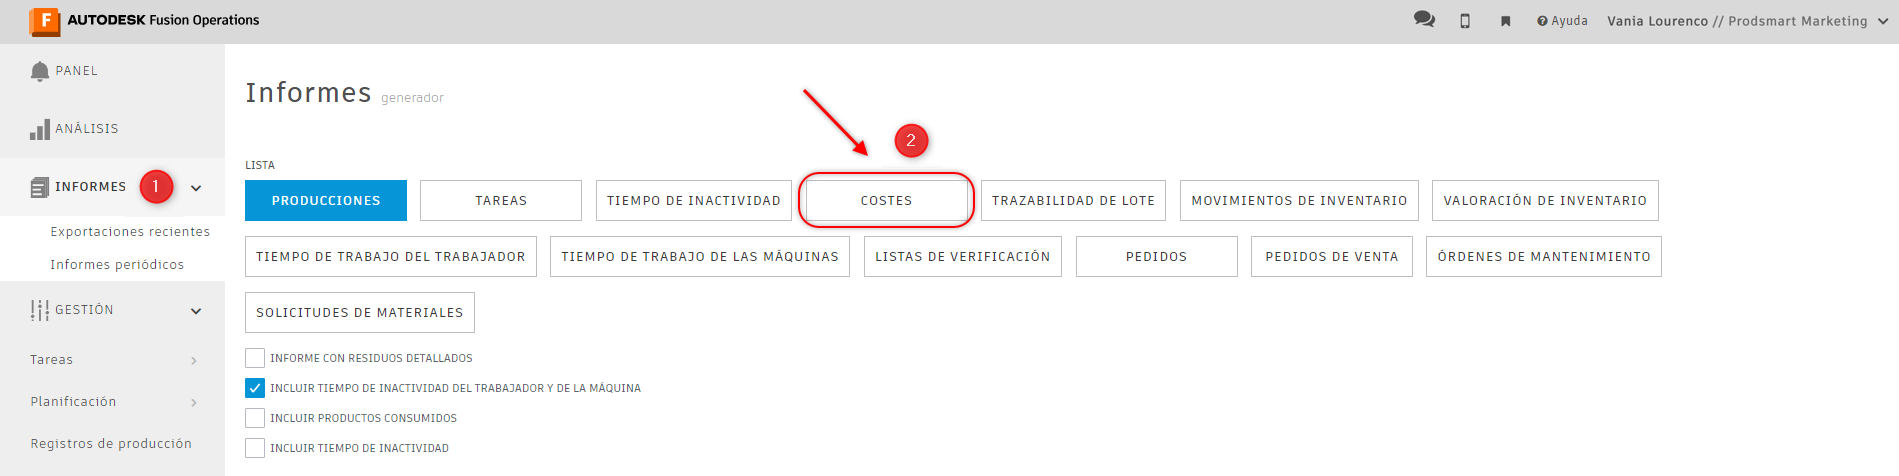 AUTODESK Fusion Operations
Ayuda
Vania Lourenco // Prodsmart Marketing
PANEL
ANÁLISIS
INFORMES
1
Exportaciones recientes
Informes periódicos
GESTIÓN
Tareas
Planificación
Registros de producción
Informes generador
2
LISTA
PRODUCCIONES TAREAS TIEMPO DE INACTIVIDAD COSTES TRAZABILIDAD DE LOTE MOVIMIENTOS DE INVENTARIO VALORACIÓN DE INVENTARIO
TIEMPO DE TRABAJO DEL TRABAJADOR TIEMPO DE TRABAJO DE LAS MÁQUINAS LISTAS DE VERIFICACIÓN PEDIDOS PEDIDOS DE VENTA ÓRDENES DE MANTENIMIENTO
SOLICITUDES DE MATERIALES
INFORME CON RESIDUOS DETALLADOS
INCLUIR TIEMPO DE INACTIVIDAD DEL TRABAJADOR Y DE LA MÁQUINA
INCLUIR PRODUCTOS CONSUMIDOS
INCLUIR TIEMPO DE INACTIVIDAD